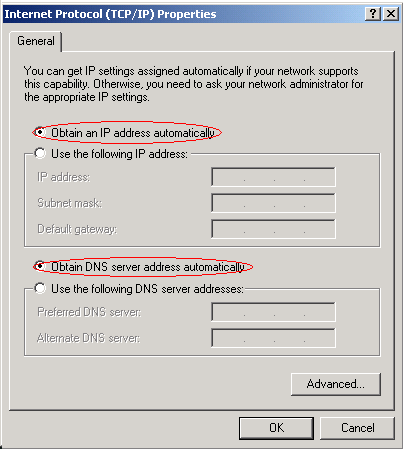 Internet Protocol (TCP/IP) Properties
General
You can get IP settings assigned automatically if your network supports
this capability. Otherwise, you need to ask your network administrator for
the appropriate IP settings.
Obtain an IP address automatically
Use the following IP address:
IP address:
Subnet mask:
Default gateway:
Obtain DNS server address automatically
Use the following DNS server addresses:
Preferred DNS server:
Alternate DNS server:
Advanced...
OK
Cancel